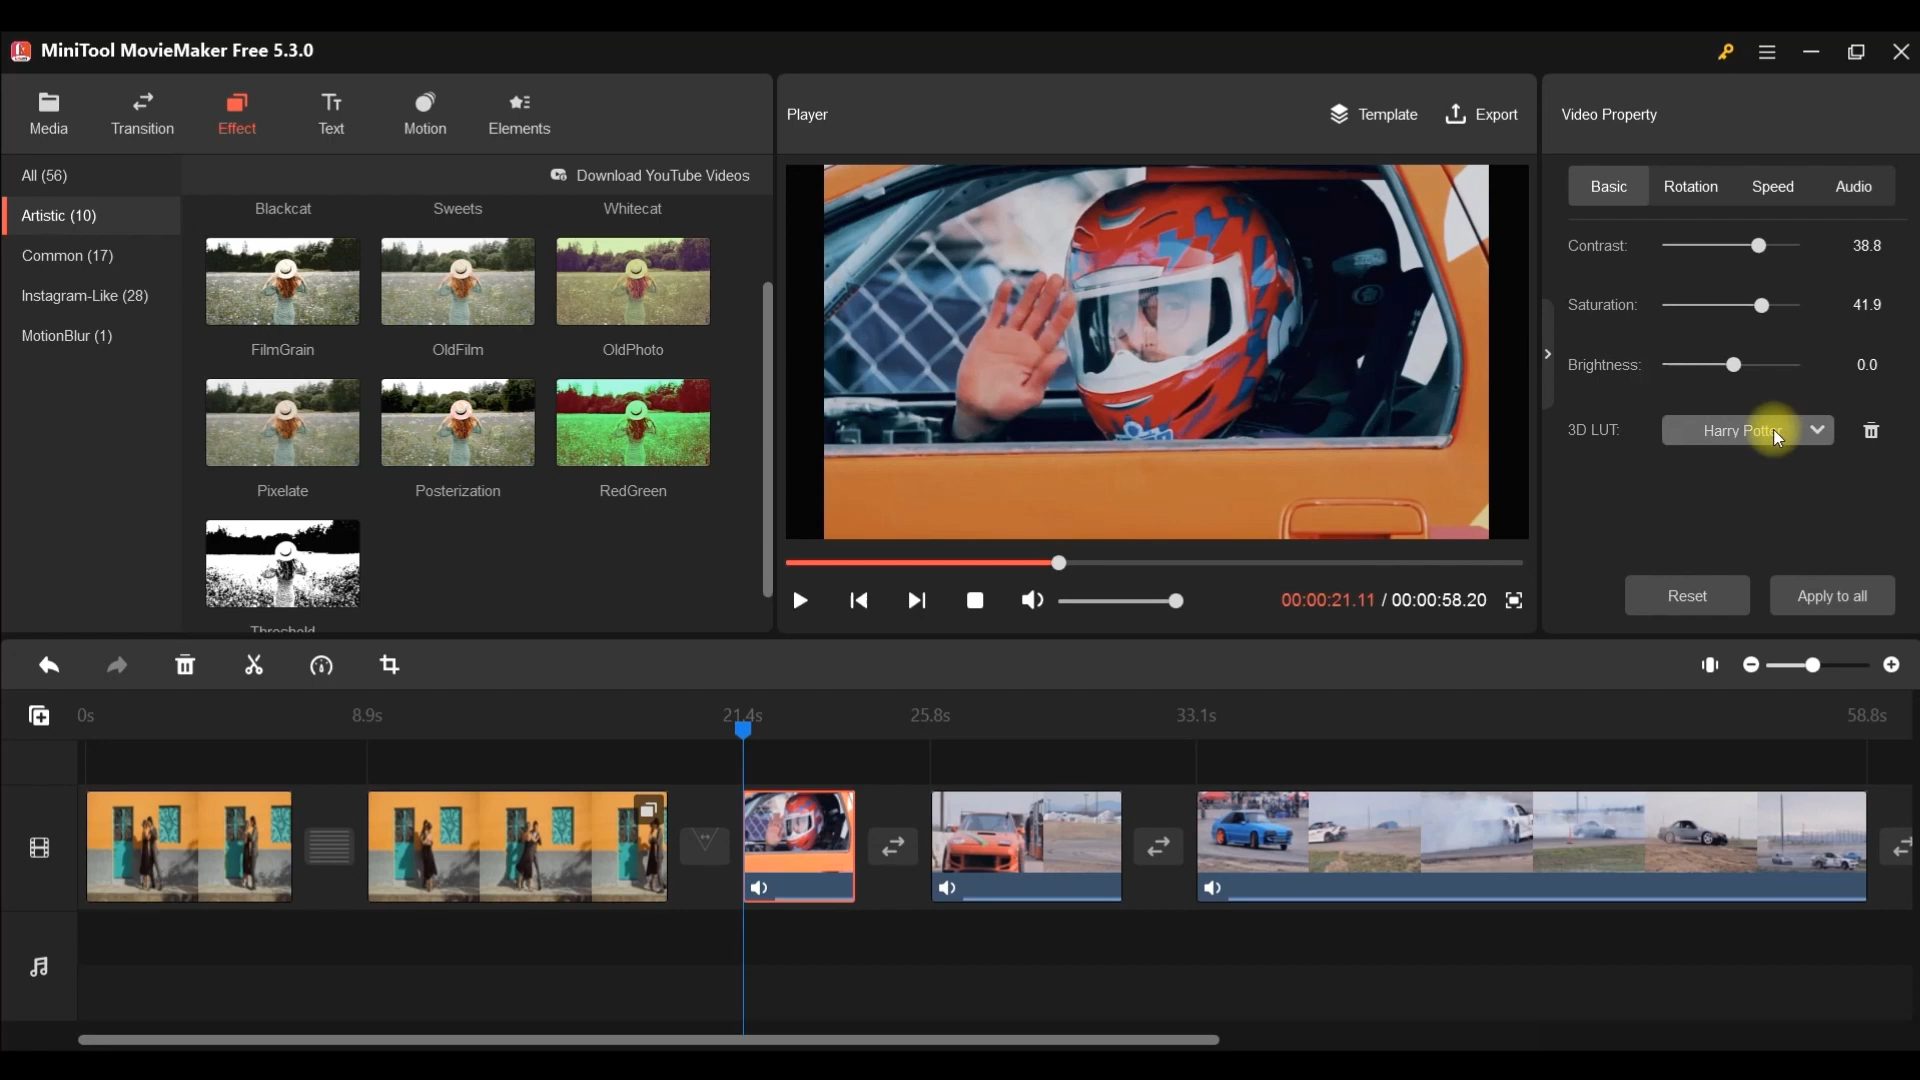 MiniTool MovieMaker Free 5.3.0
Media
Transition
Effect
Text
Motion
Elements
Player
Template
Export
Video Property
All (56)
Download YouTube Videos
Artistic (10)
Common (17)
Instagram-Like (28)
MotionBlur (1)
Blackcat
Sweets
Whitecat
FilmGrain
OldFilm
OldPhoto
Pixelate
Posterization
RedGreen
Threshold
Basic
Rotation
Speed
Audio
Contrast:
38.8
Saturation:
41.9
Brightness:
0.0
3D LUT:
Harry Potter
00:00:21.11 / 00:00:58.20
Reset
Apply to all
0s
8.9s
21.4s
25.8s
33.1s
58.8s